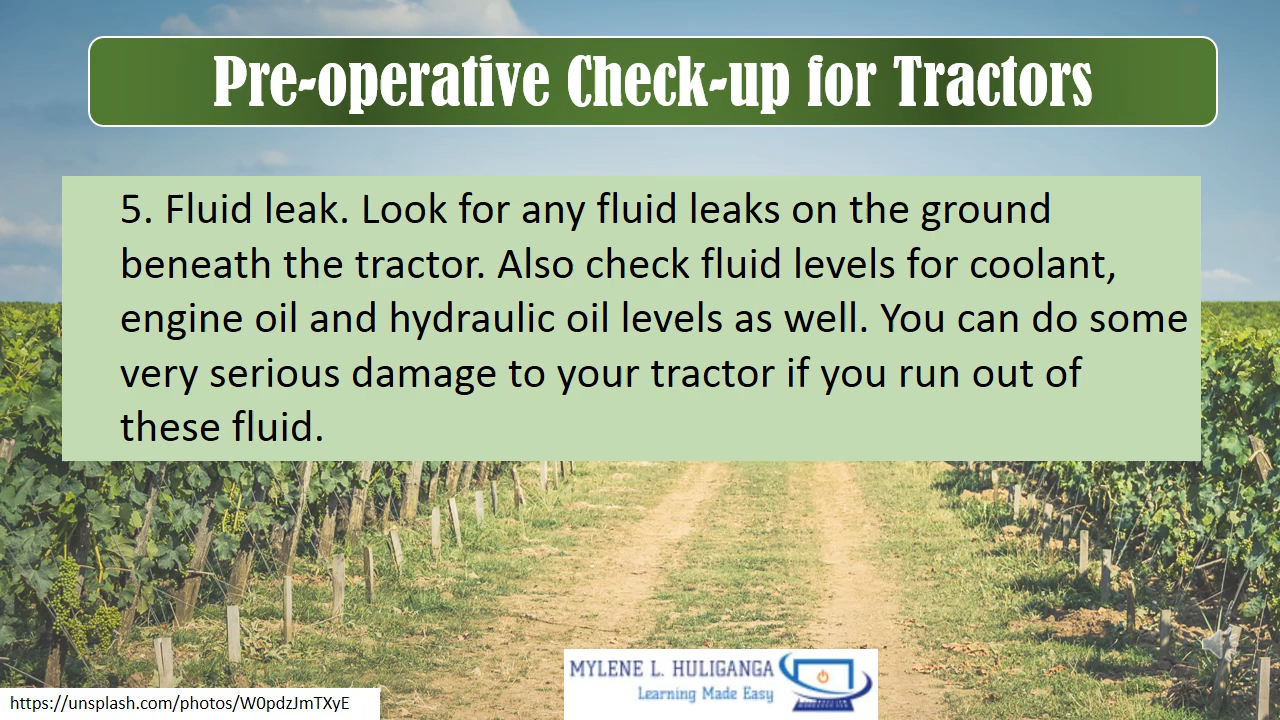 Pre-operative Check-up for Tractors
5. Fluid leak. Look for any fluid leaks on the ground
beneath the tractor. Also check fluid levels for coolant,
engine oil and hydraulic oil levels as well. You can do some
very serious damage to your tractor if you run out of
these fluid.
MYLENE L. HULIGANGA
Learning Made Easy
https://unsplash.com/photos/W0pdzJmTXyE